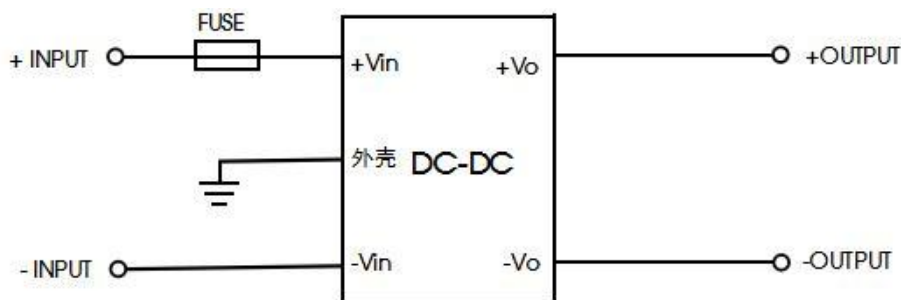 FUSE
+ INPUT
+Vin
+Vo
+OUTPUT
外壳
DC-DC
- INPUT
-Vin
-Vo
-OUTPUT